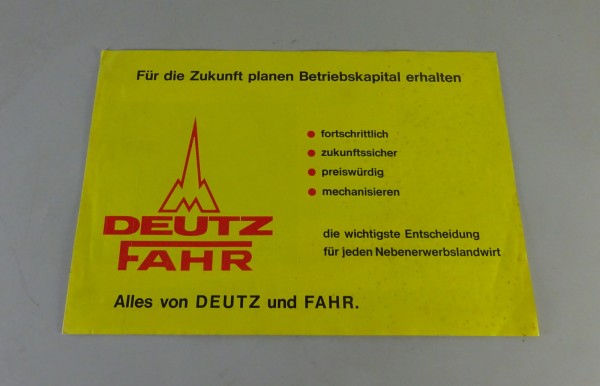 Für die Zukunft planen Betriebskapital erhalten
fortschrittlich
zukunftssicher
preiswürdig
mechanisieren
DEUTZ
FAHR
die wichtigste Entscheidung
für jeden Nebenerwerbslandwirt
Alles von DEUTZ und FAHR.